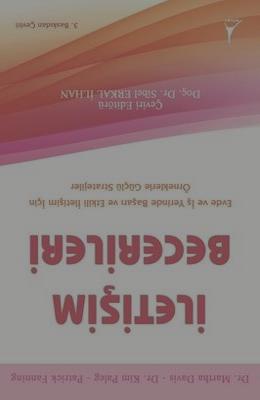 Dr. Martha Davis - Dr. Kim Paleg - Patrick Fanning
İLETİŞİM
BECERİLERİ
Evde ve İş Yerinde Başarı ve Etkili İletişim İçin
Örneklerle Güçlü Stratejiler
Çeviri Editörü
Doç. Dr. Sibel ERKAL İLHAN
3. Baskıdan Çeviri